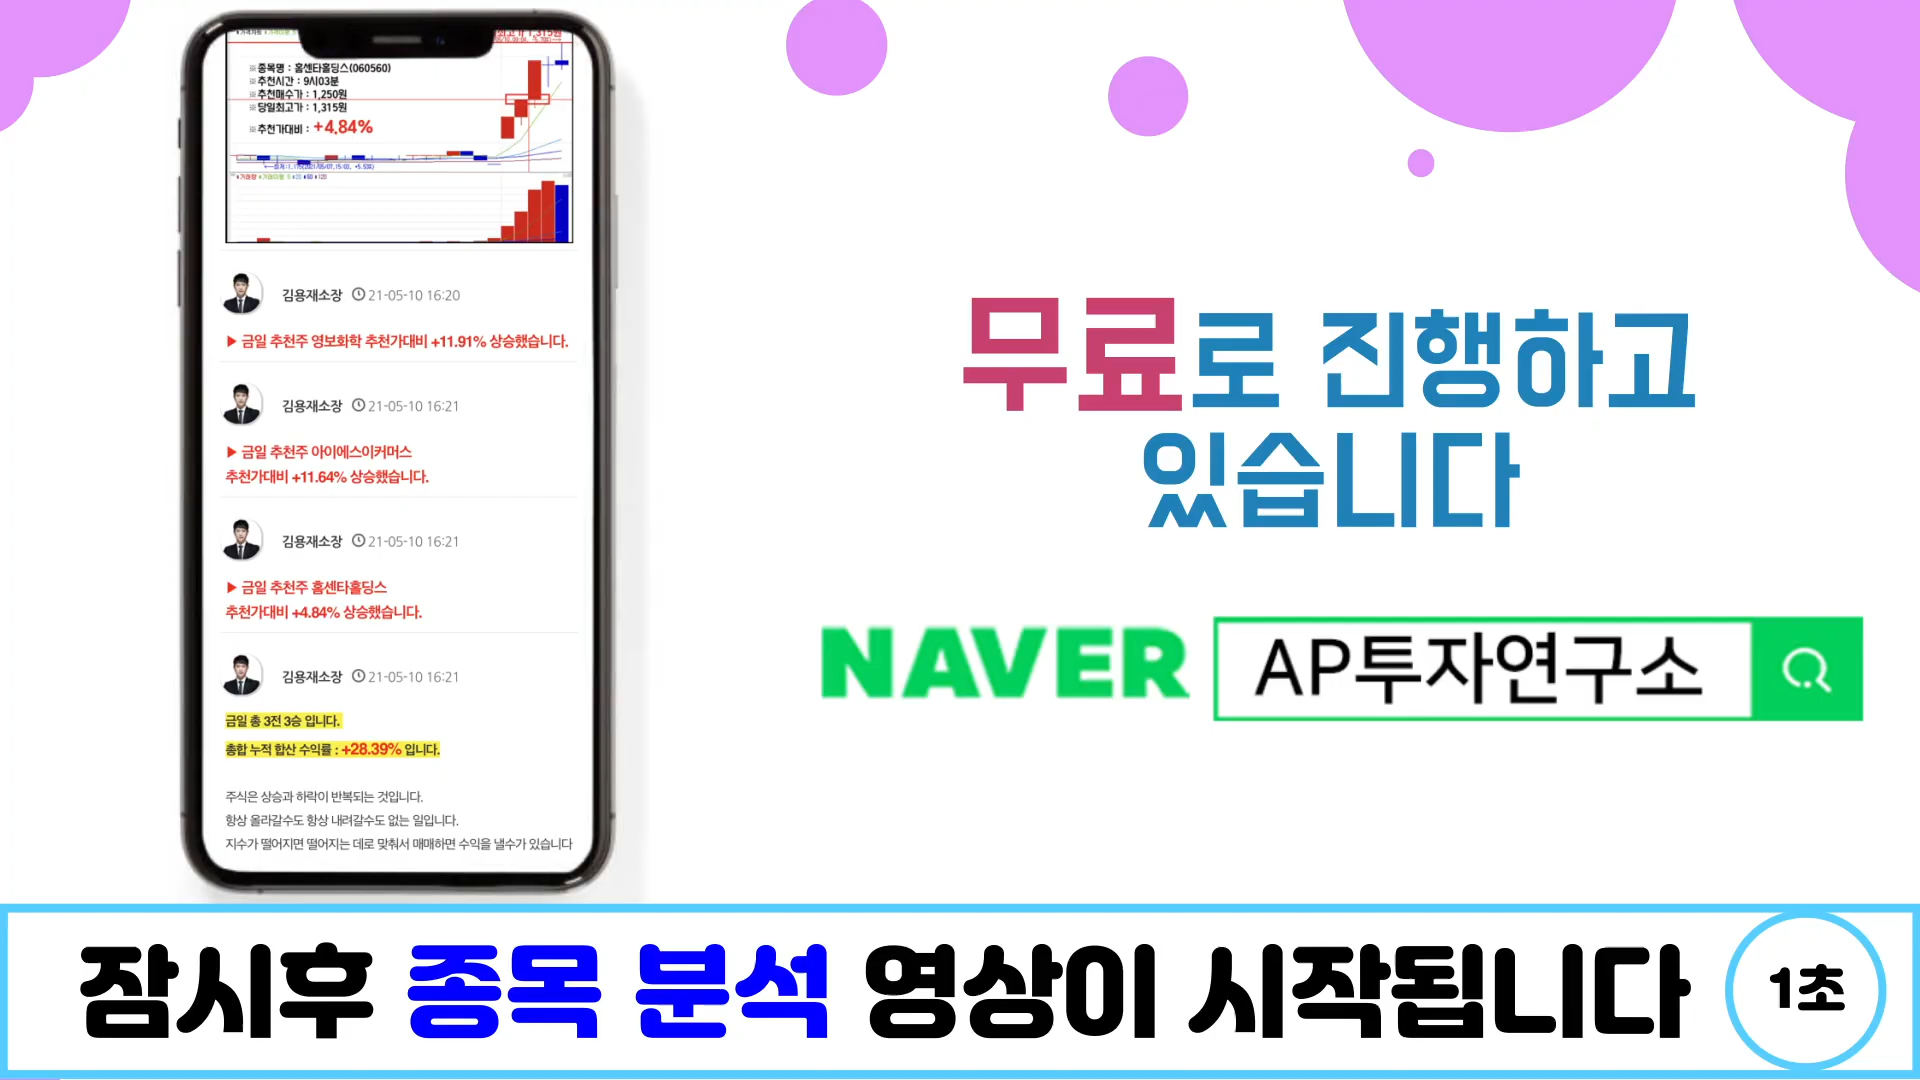 ※종목명 : 홈센타홀딩스(060560)
※추천시간 : 9시03분
※추천매수가 : 1,250원
※당일최고가 : 1,315원
※추천가대비 : +4.84%
김용재소장 21-05-10 16:20
▶ 금일 추천주 영보화학 추천가대비 +11.91% 상승했습니다.
김용재소장 21-05-10 16:21
▶ 금일 추천주 아이에스이커머스
추천가대비 +11.64% 상승했습니다.
김용재소장 21-05-10 16:21
▶ 금일 추천주 홈센타홀딩스
추천가대비 +4.84% 상승했습니다.
김용재소장 21-05-10 16:21
금일 총 3전 3승 입니다.
총합 누적 합산 수익률 : +28.39% 입니다.
주식은 상승과 하락이 반복되는 것입니다.
항상 올라갈수도 항상 내려갈수도 없는 일입니다.
지수가 떨어지면 떨어지는 데로 맞춰서 매매하면 수익을 낼수가 있습니다
무료로 진행하고
있습니다
NAVER AP투자연구소
잠시후 종목 분석 영상이 시작됩니다 1초